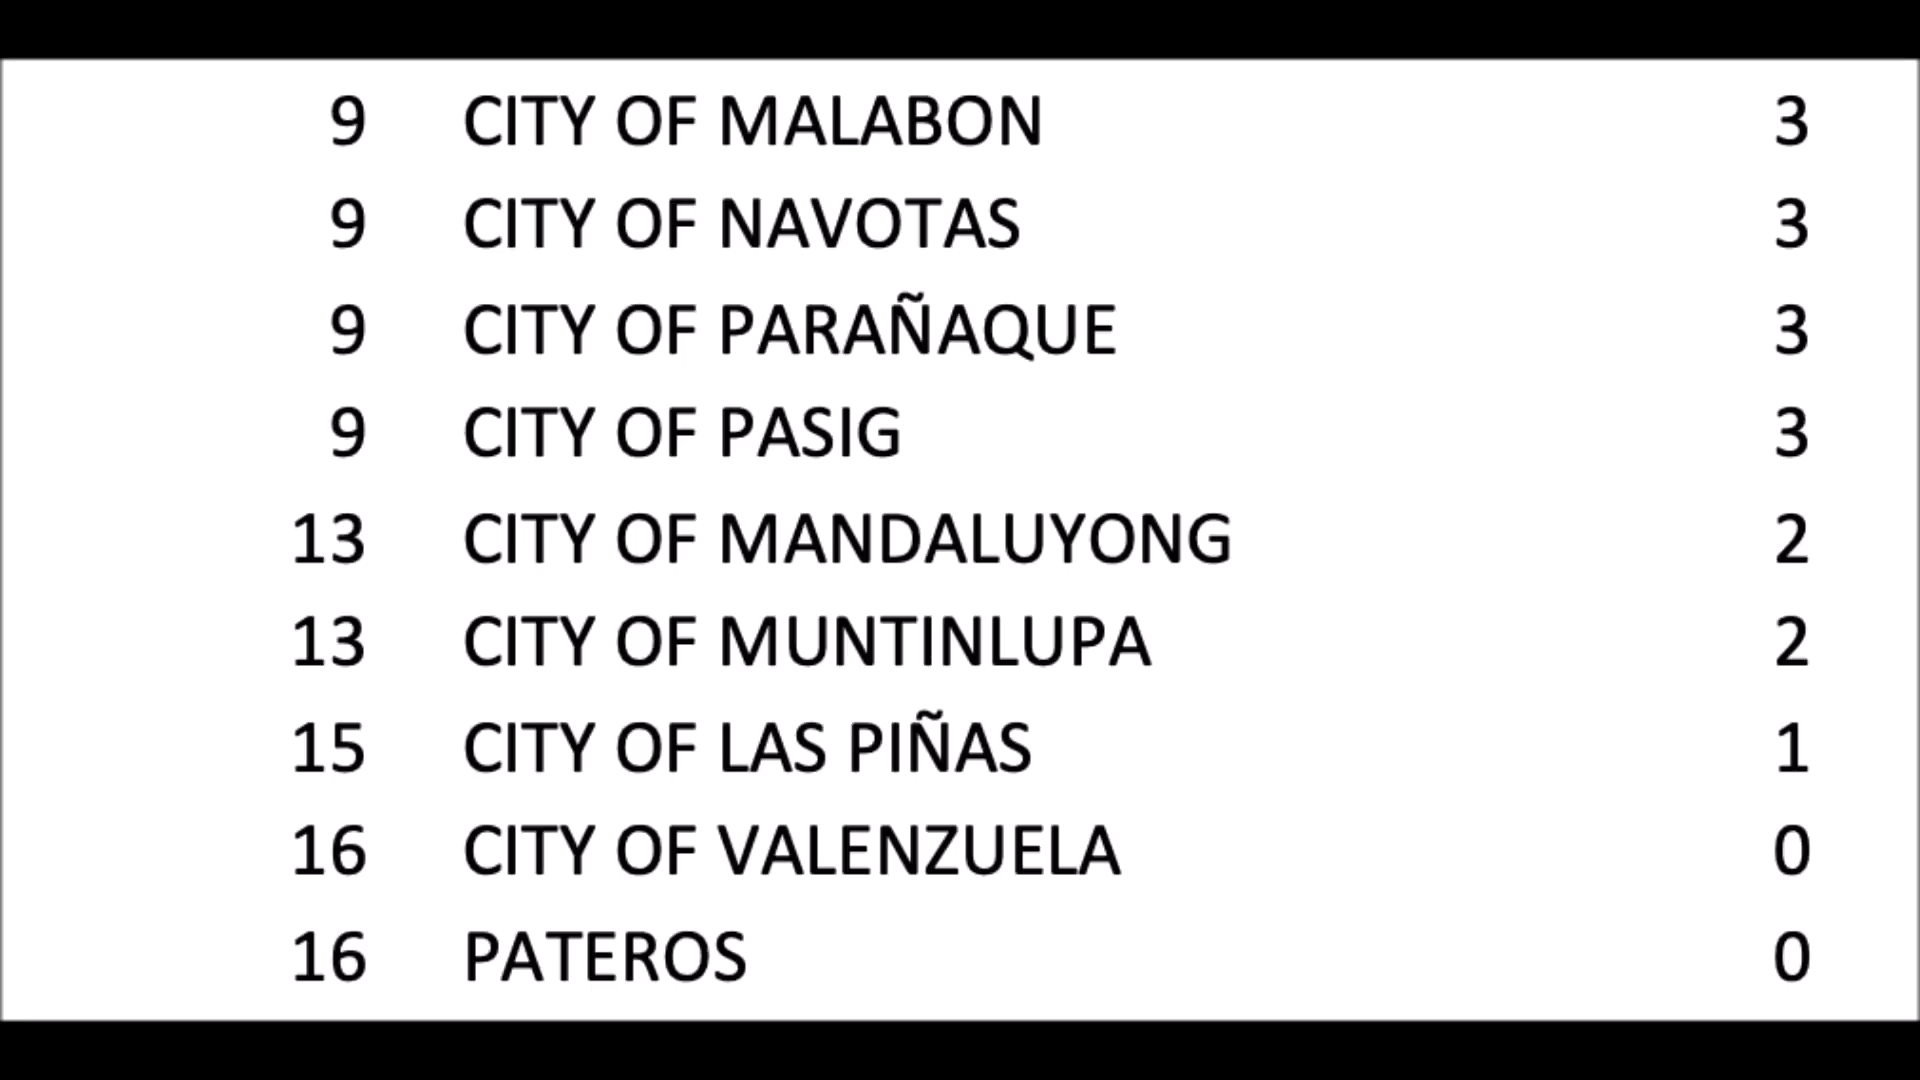 9 CITY OF MALABON 3
9 CITY OF NAVOTAS 3
9 CITY OF PARAÑAQUE 3
9 CITY OF PASIG 3
13 CITY OF MANDALUYONG 2
13 CITY OF MUNTINLUPA 2
15 CITY OF LAS PIÑAS 1
16 CITY OF VALENZUELA 0
16 PATEROS 0